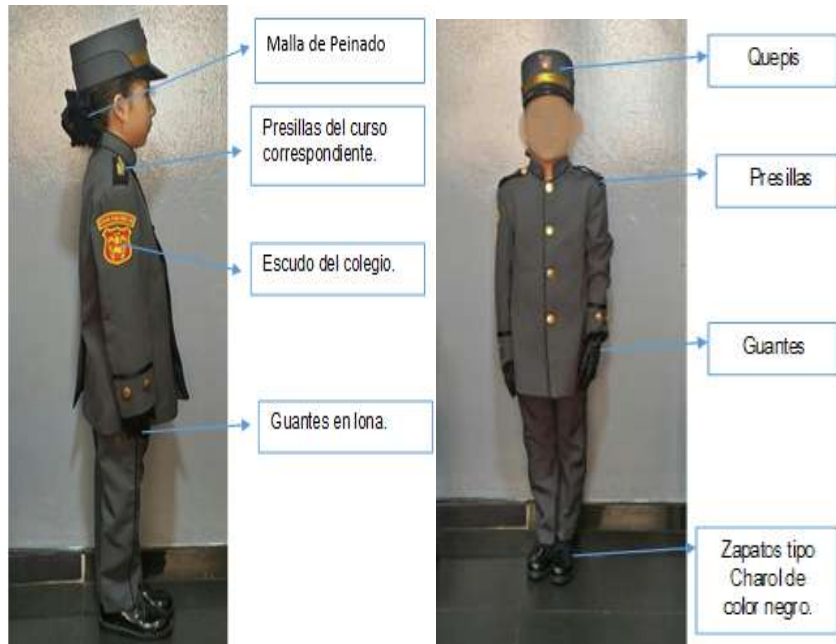 Malla de Peinado
Presillas del curso
correspondiente.
Escudo del colegio.
Guantes en lona.
Quepis
Presillas
Guantes
Zapatos tipo
Charol de
color negro.